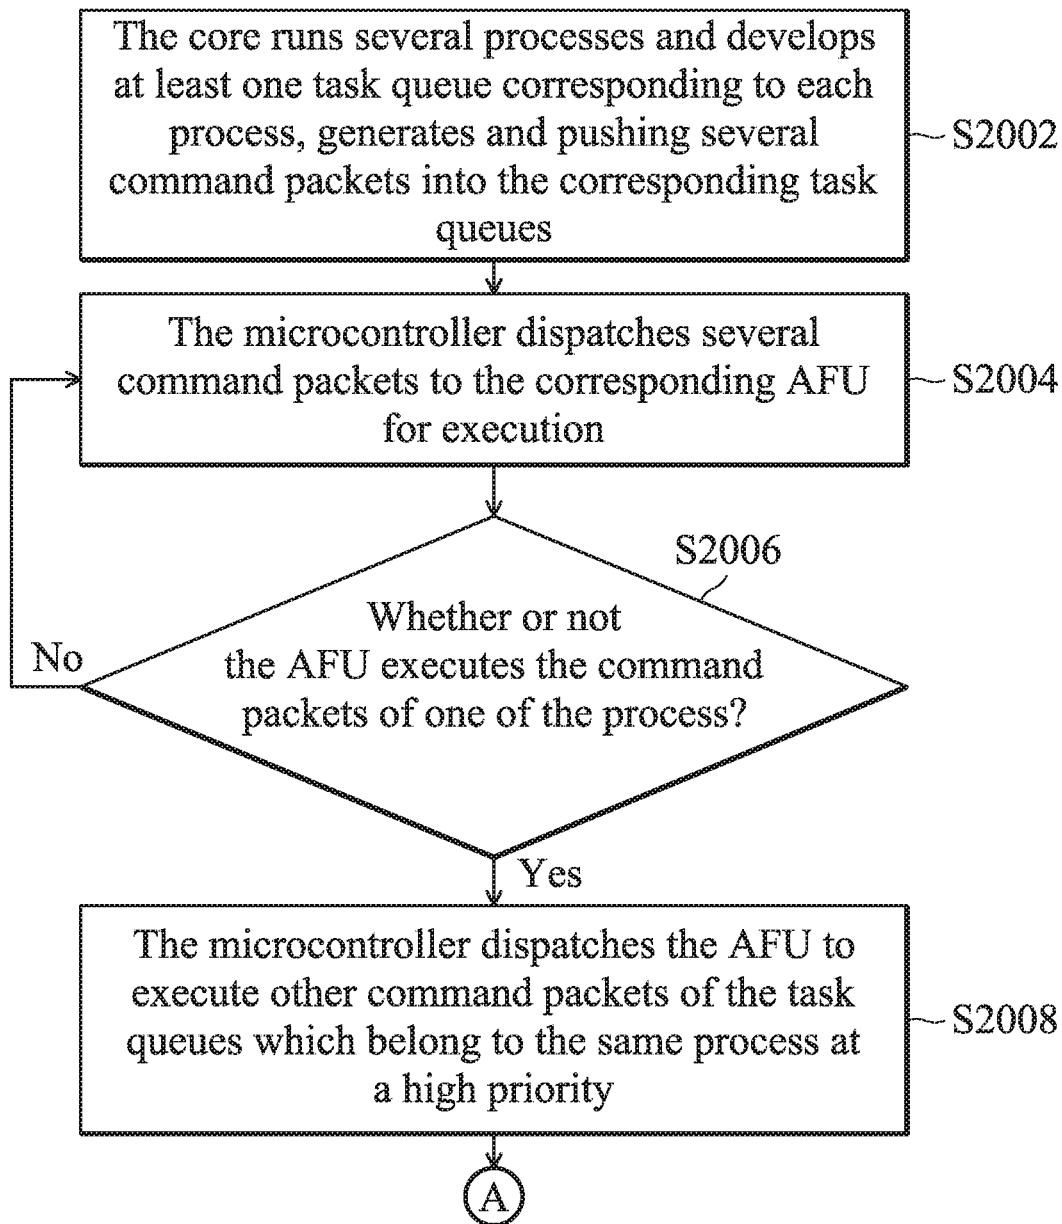 The core runs several processes and develops
at least one task queue corresponding to each
process, generates and pushing several
command packets into the corresponding task
queues
S2002
The microcontroller dispatches several
command packets to the corresponding AFU
for execution
S2004
S2006
Whether or not
the AFU executes the command
packets of one of the process?
No
Yes
The microcontroller dispatches the AFU to
execute other command packets of the task
queues which belong to the same process at
a high priority
S2008
A